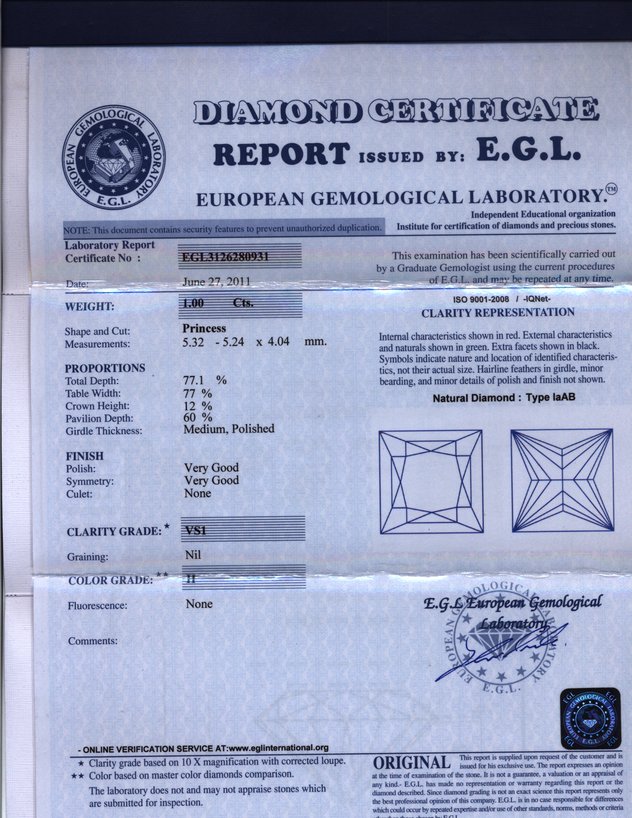 DIAMOND CERTIFICATE
REPORT ISSUED BY: E.G.L.
EUROPEAN GEMOLOGICAL LABORATORY.™
EUROPEAN GEMOLOGICAL LABORATORY
E.G.L.
Independent Educational organization
Institute for certification of diamonds and precious stones.
NOTE: This document contains security features to prevent unauthorized duplication.
Laboratory Report
Certificate No : EGL3126280931
Date: June 27, 2011
WEIGHT: 1.00 Cts.
Shape and Cut: Princess
Measurements: 5.32 - 5.24 x 4.04 mm.
PROPORTIONS
Total Depth: 77.1 %
Table Width: 77 %
Crown Height: 12 %
Pavilion Depth: 60 %
Girdle Thickness: Medium, Polished
FINISH
Polish: Very Good
Symmetry: Very Good
Culet: None
CLARITY GRADE: * VS1
Graining: Nil
COLOR GRADE: ** H
Fluorescence: None
Comments:
This examination has been scientifically carried out
by a Graduate Gemologist using the current procedures
of E.G.L. and may be repeated at any time.
ISO 9001-2008 / -IQNet-
CLARITY REPRESENTATION
Internal characteristics shown in red. External characteristics
and naturals shown in green. Extra facets shown in black.
Symbols indicate nature and location of identified characteris-
tics, not their actual size. Hairline feathers in girdle, minor
bearding, and minor details of polish and finish not shown.
Natural Diamond : Type IaAB
E.G.L European Gemological
Laboratory
EUROPEAN GEMOLOGICAL LABORATORY
E.G.L.
- ONLINE VERIFICATION SERVICE AT:www.eglinternational.org
* Clarity grade based on 10 X magnification with corrected loupe.
** Color based on master color diamonds comparison.
The laboratory does not and may not appraise stones which
are submitted for inspection.
ORIGINAL This report is supplied upon request of the customer and is
issued for his exclusive use. The report expresses an opinion
at the time of examination of the stone. It is not a guarantee, a valuation or an appraisal of
any kind.- E.G.L. has made no representation or warranty regarding this report or the
diamond described. Since diamond grading is not an exact science this report represents only
the best professional opinion of this company. E.G.L. is in no case responsible for differences
which could occur by repeated expertise and/or use of other standards, norms, methods or criteria